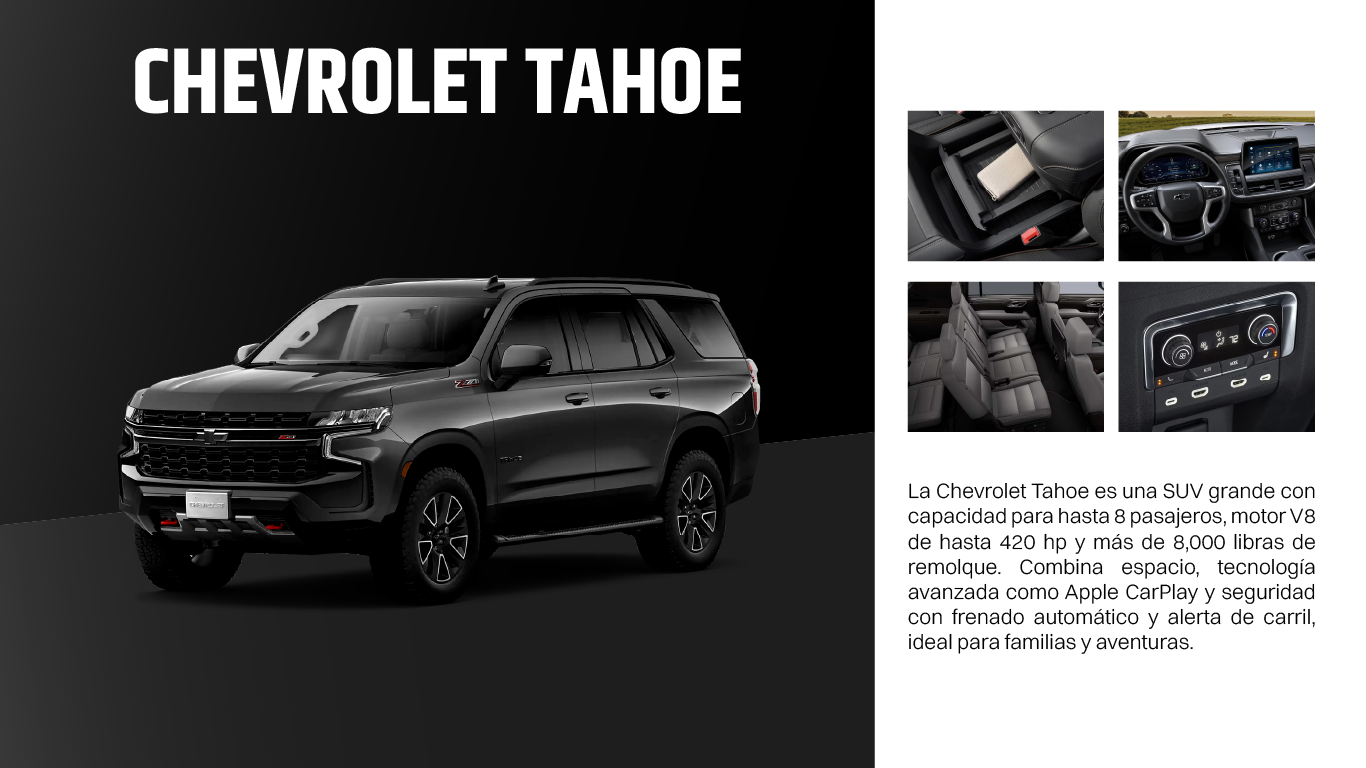 CHEVROLET TAHOE
Z71
La Chevrolet Tahoe es una SUV grande con
capacidad para hasta 8 pasajeros, motor V8
de hasta 420 hp y más de 8,000 libras de
remolque. Combina espacio, tecnología
avanzada como Apple CarPlay y seguridad
con frenado automático y alerta de carril,
ideal para familias y aventuras.